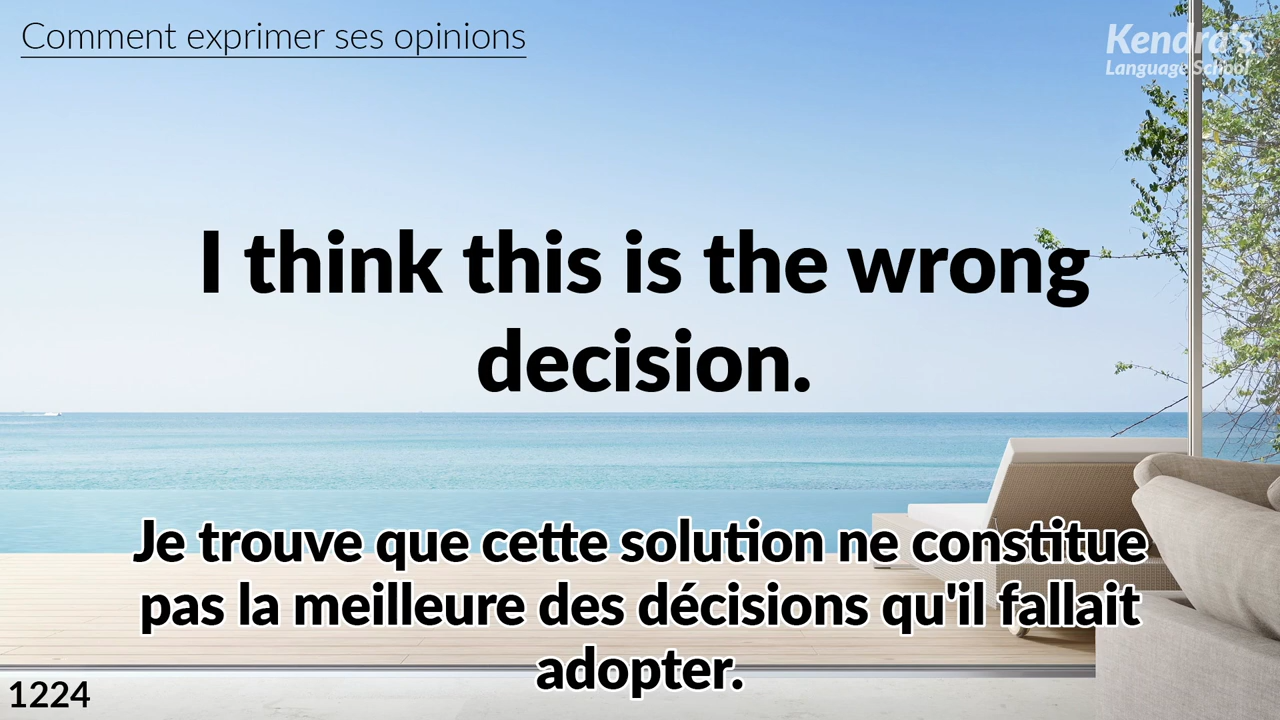 Comment exprimer ses opinions
Kendra's
Language School
I think this is the wrong
decision.
Je trouve que cette solution ne constitue
pas la meilleure des décisions qu'il fallait
adopter.
1224